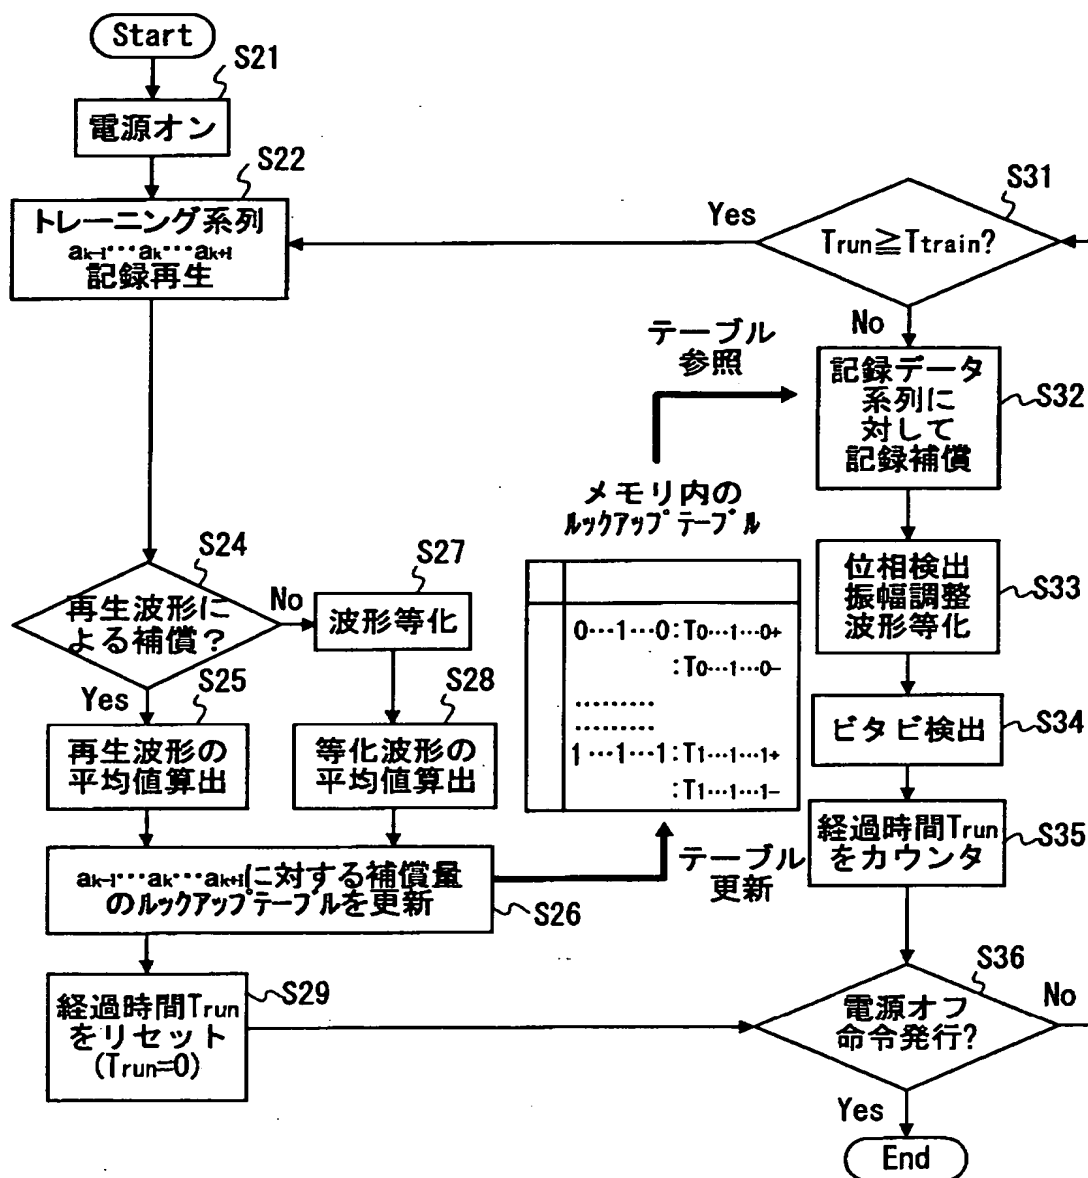 Start
S21
電源オン
S22
トレーニング系列
ak-i…ak…ak+i
記録再生
S24
再生波形に
よる補償？
No
Yes
S27
波形等化
S25
再生波形の
平均値算出
S28
等化波形の
平均値算出
ak-i…ak…ak+iに対する補償量
のルックアップテーブルを更新
S26
経過時間Trun
をリセット
(Trun=0)
S29
テーブル
参照
メモリ内の
ルックアップテーブル
0…1…0:T0…1…0+
:T0…1…0-
………
………
1…1…1:T1…1…1+
:T1…1…1-
テーブル
更新
S31
Trun≧Ttrain?
Yes
No
記録データ
系列に
対して
記録補償
S32
位相検出
振幅調整
波形等化
S33
ビタビ検出
S34
経過時間Trun
をカウンタ
S35
S36
電源オフ
命令発行?
No
Yes
End